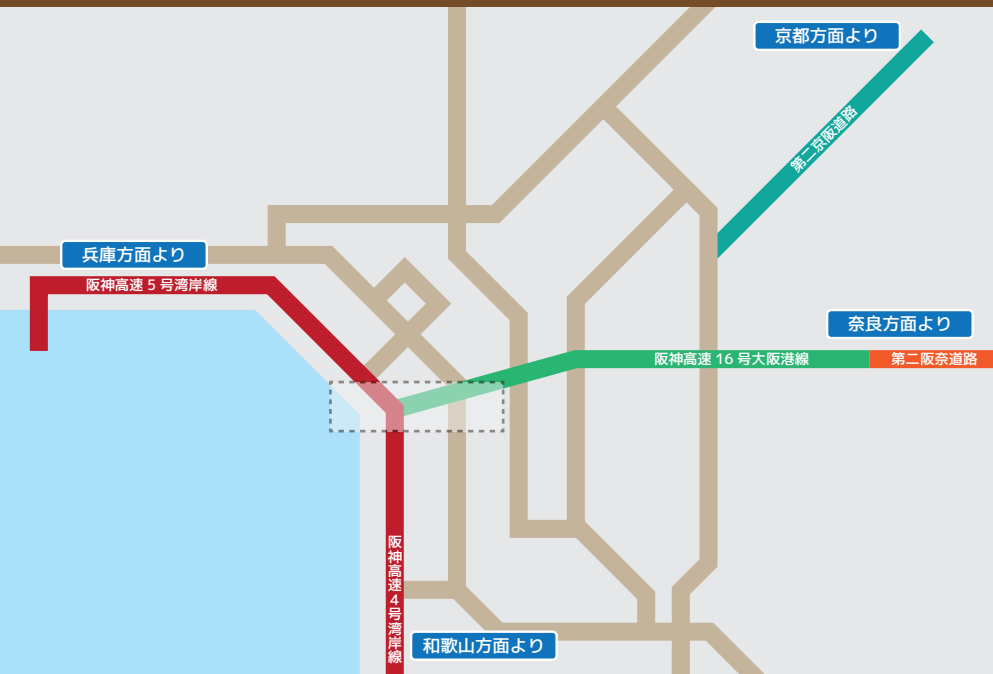 京都方面より
第二京阪道路
兵庫方面より
阪神高速 5 号湾岸線
奈良方面より
阪神高速 16 号大阪港線
第二阪奈道路
阪神高速4号湾岸線
和歌山方面より